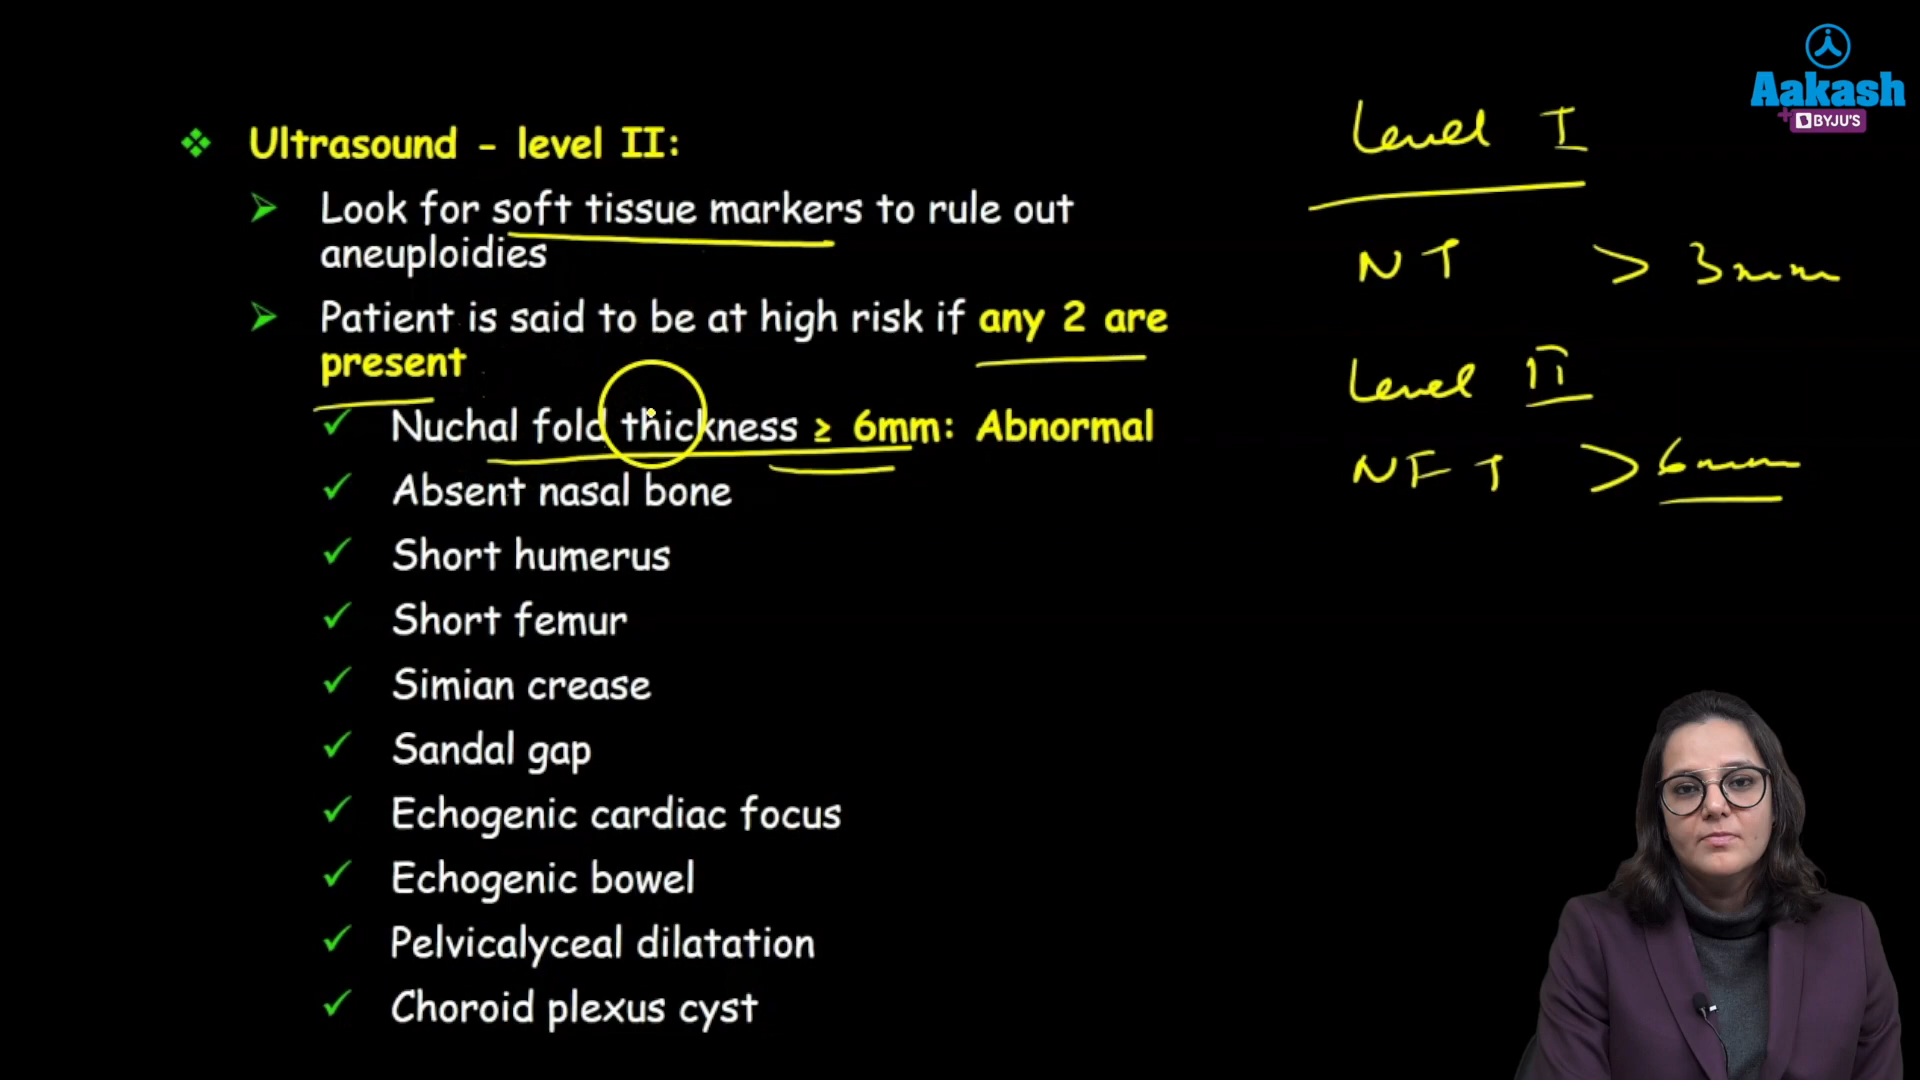 Aakash
BYJU'S
Ultrasound - level II:
Look for soft tissue markers to rule out
aneuploidies
Patient is said to be at high risk if any 2 are
present
Nuchal fold thickness ≥ 6mm: Abnormal
Absent nasal bone
Short humerus
Short femur
Simian crease
Sandal gap
Echogenic cardiac focus
Echogenic bowel
Pelvicalyceal dilatation
Choroid plexus cyst
Level I
NT > 3mm
Level II
NFT > 6mm